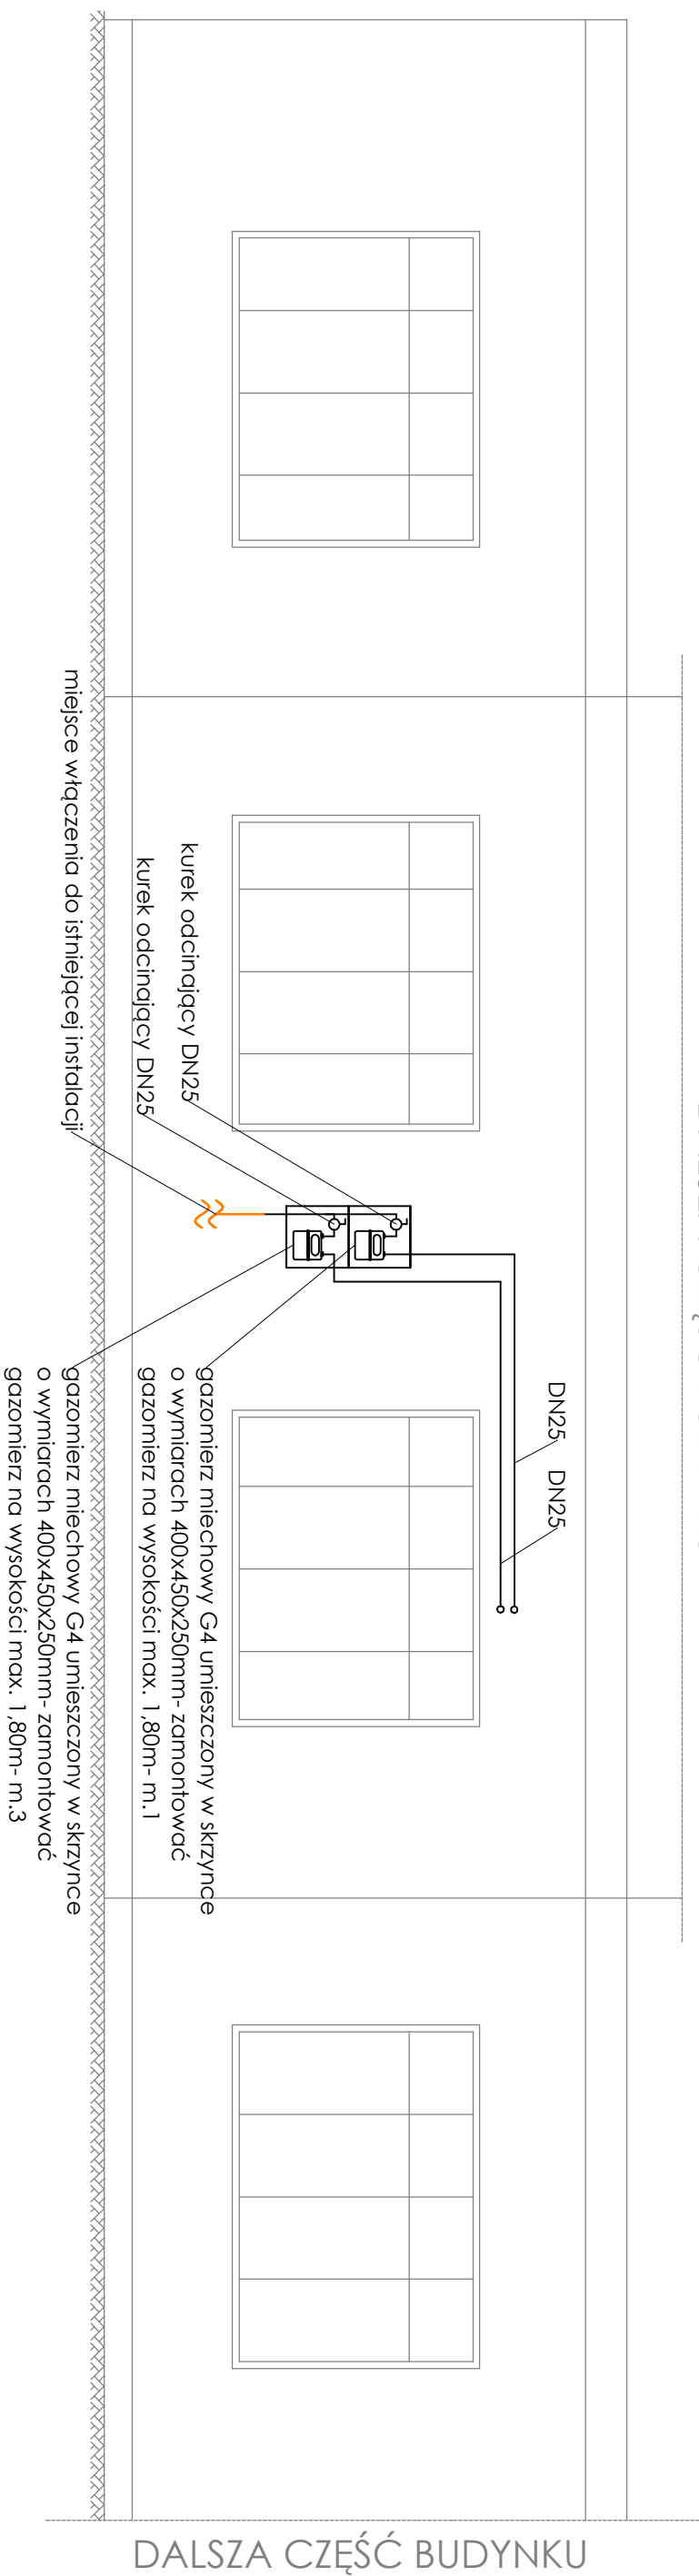 DN25
DN25
kurek odcinający DN25
kurek odcinający DN25
miejsce włączenia do istniejącej instalacji
gazomierz miechowy G4 umieszczony w skrzynce
o wymiarach 400x450x250mm- zamontować
gazomierz na wysokości max. 1,80m- m.1
gazomierz miechowy G4 umieszczony w skrzynce
o wymiarach 400x450x250mm- zamontować
gazomierz na wysokości max. 1,80m- m.3
DALSZA CZĘŚĆ BUDYNKU